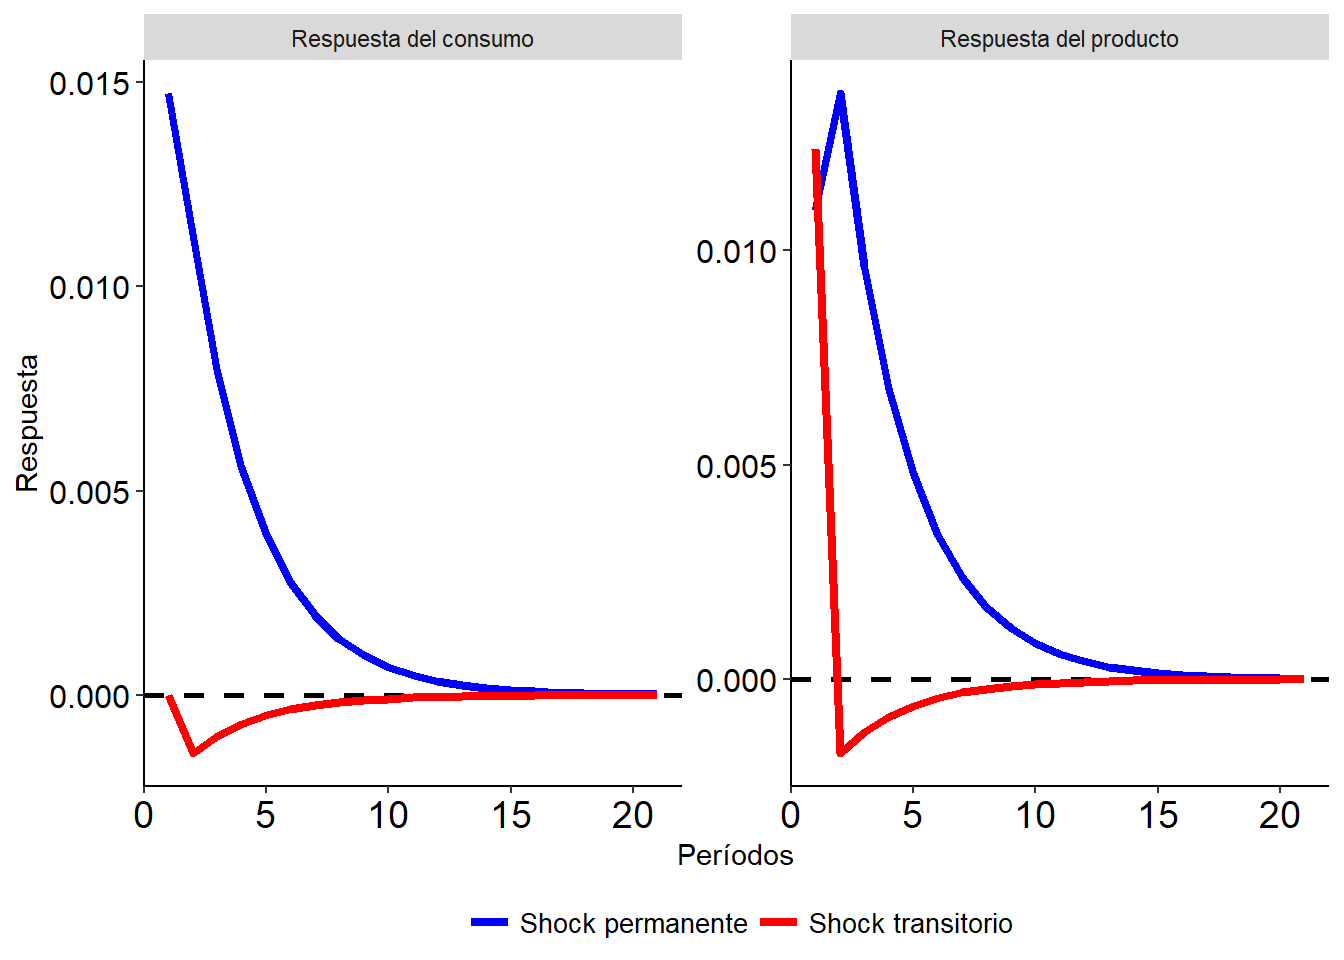 Respuesta del consumo
Respuesta del producto
Respuesta
0.015
0.010
0.005
0.000
0.010
0.005
0.000
0 5 10 15 20
0 5 10 15 20
Períodos
Shock permanente Shock transitorio